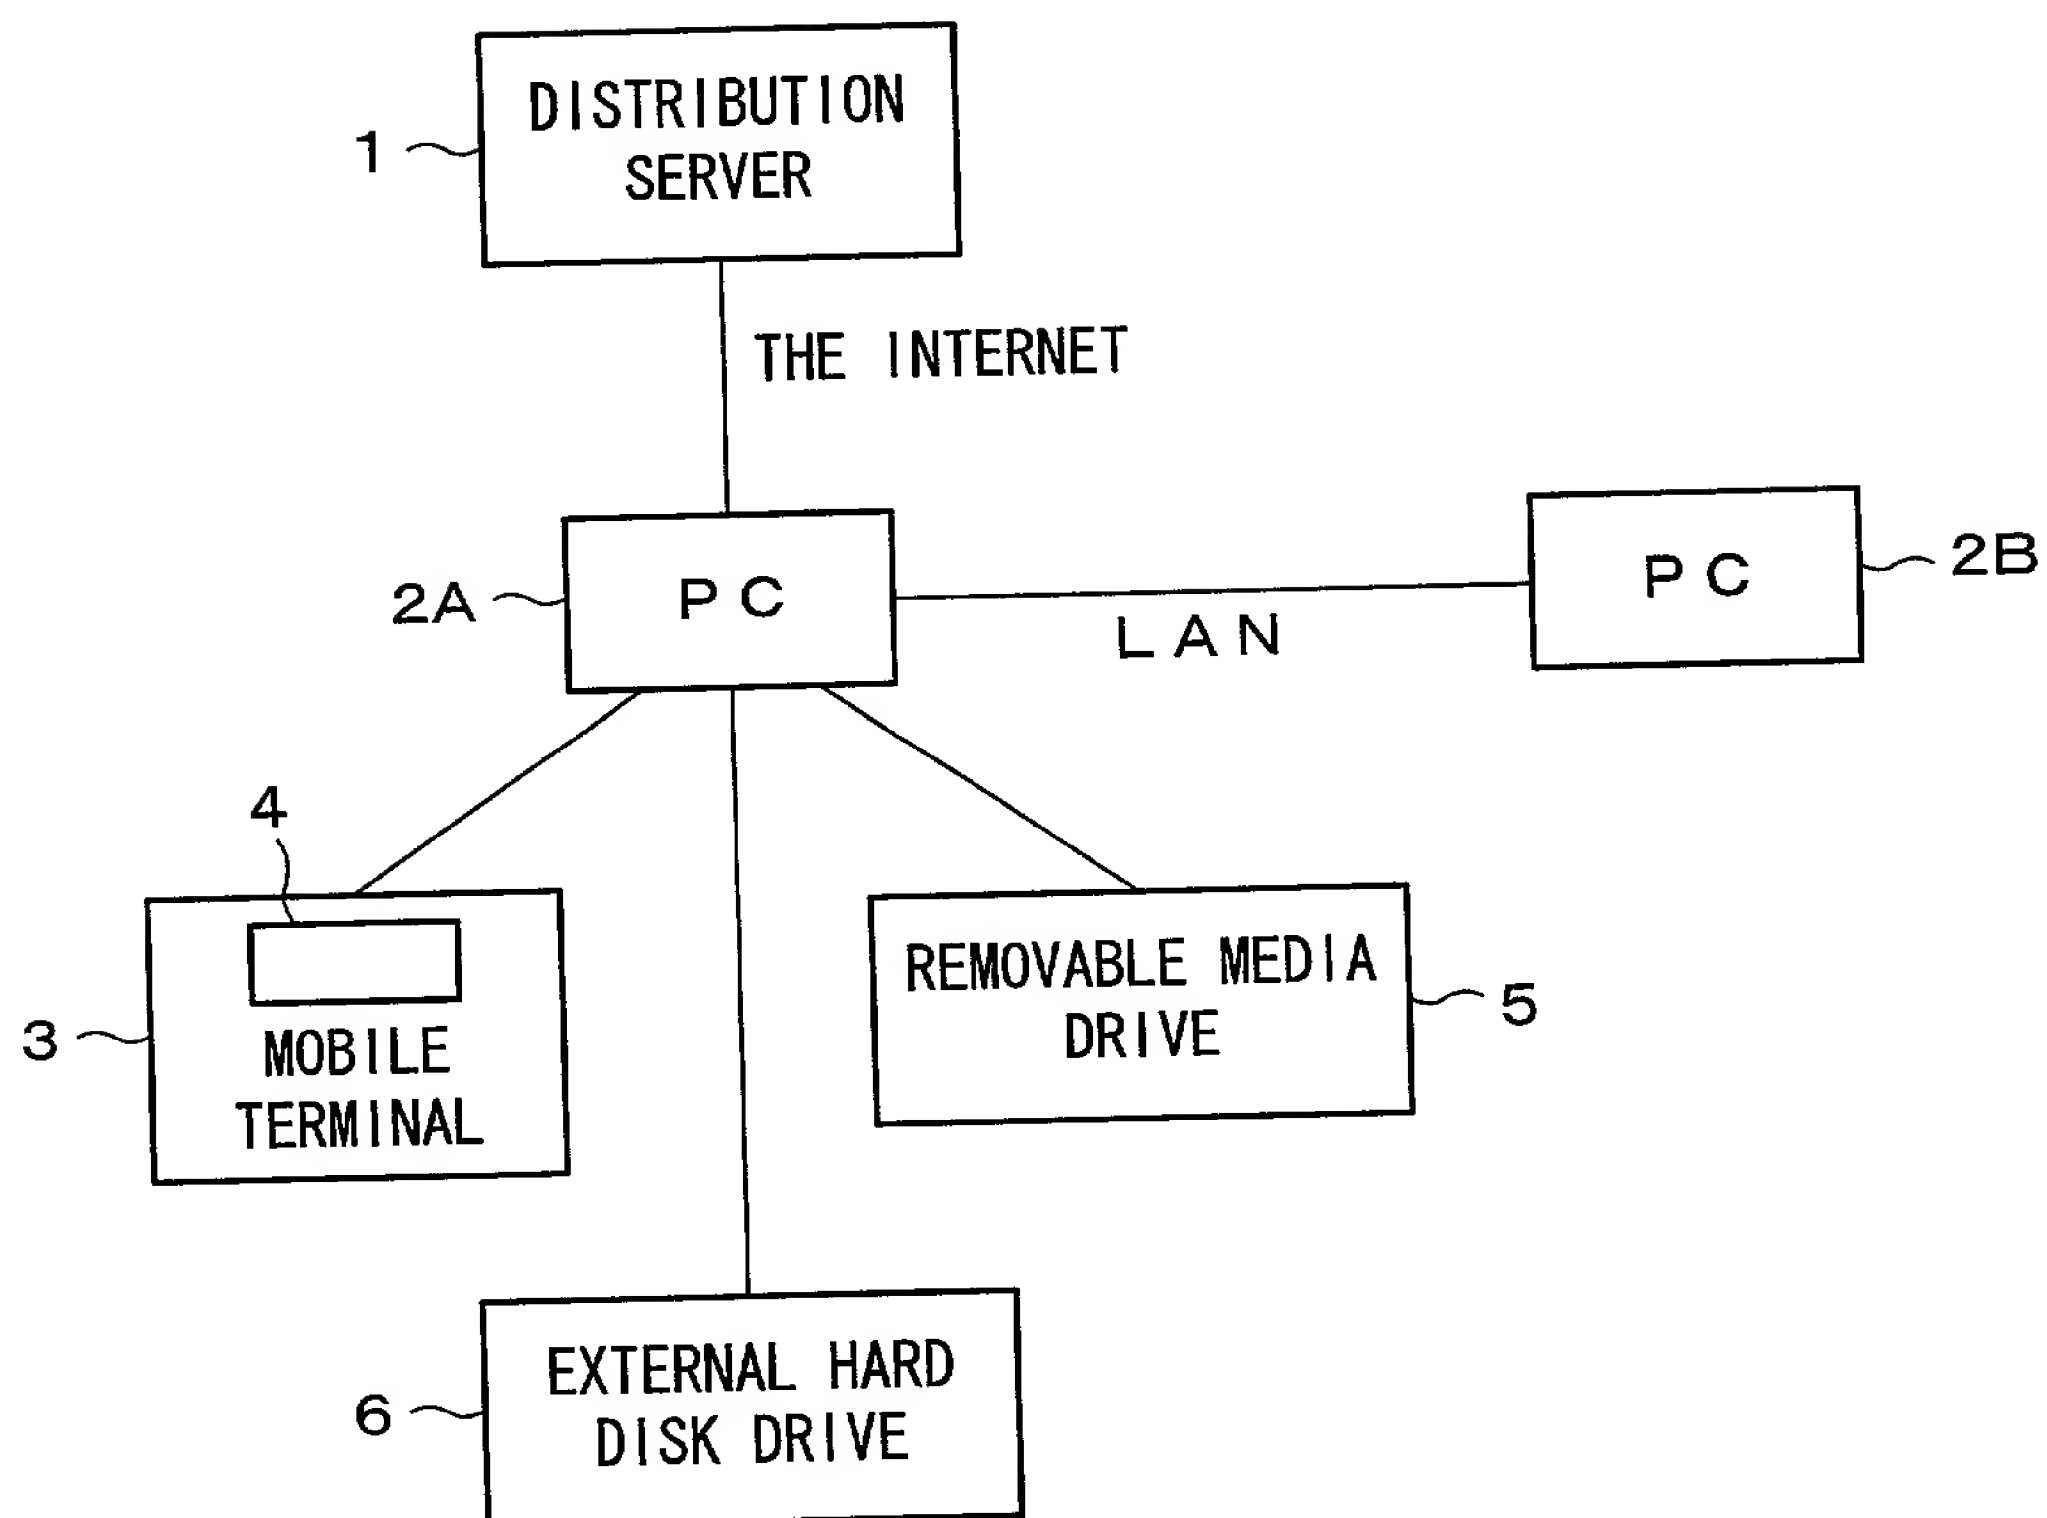 DISTRIBUTION
SERVER
1
THE INTERNET
PC
2A
LAN
PC
2B
4
3
MOBILE
TERMINAL
REMOVABLE MEDIA
DRIVE
5
EXTERNAL HARD
DISK DRIVE
6